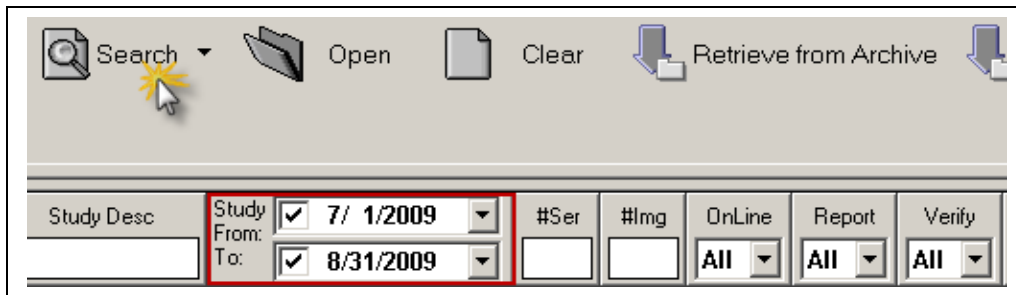 Search Open Clear Retrieve from Archive
Study Desc Study From: 7/ 1/2009 #Ser #Img OnLine Report Verify
To: 8/31/2009 All All All